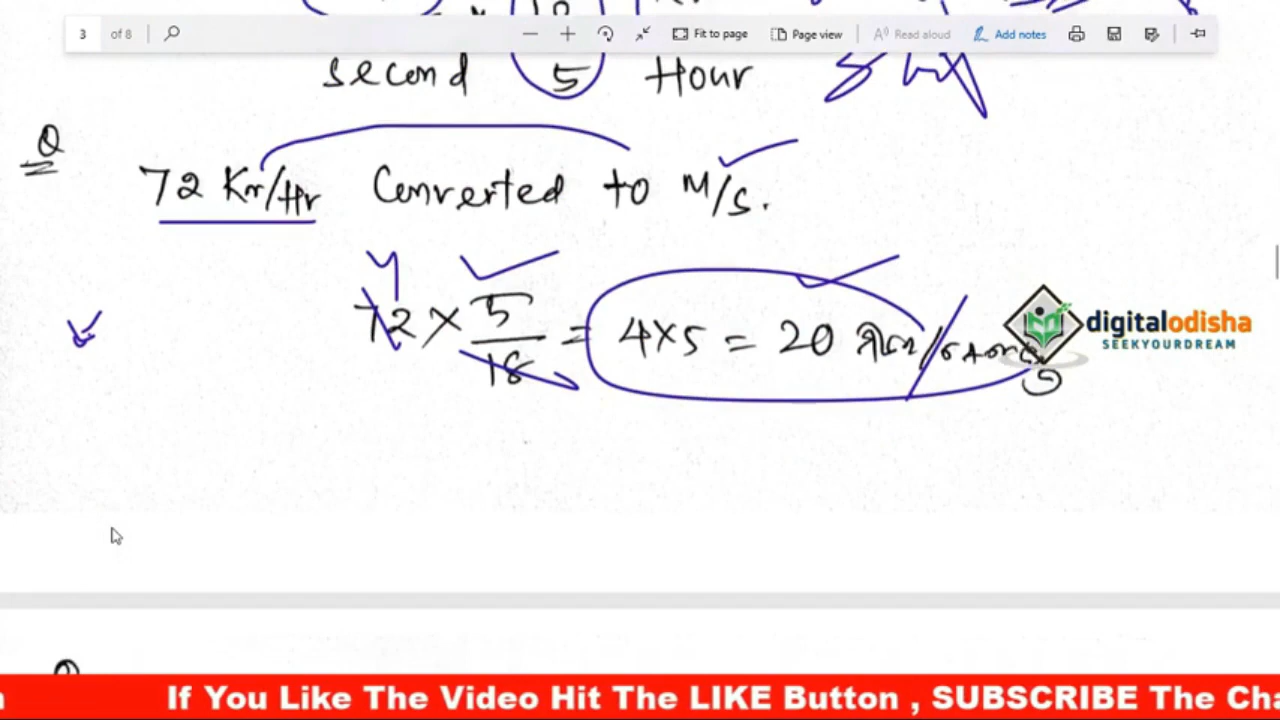 3 of 8 Fit to page Page view Read aloud Add notes
second 5 Hour
Q
72 Km/Hr Converted to M/S.
4
72 × 5/18 = 4×5 = 20
digitalodisha
SEEKYOURDREAM
If You Like The Video Hit The LIKE Button , SUBSCRIBE The Cha